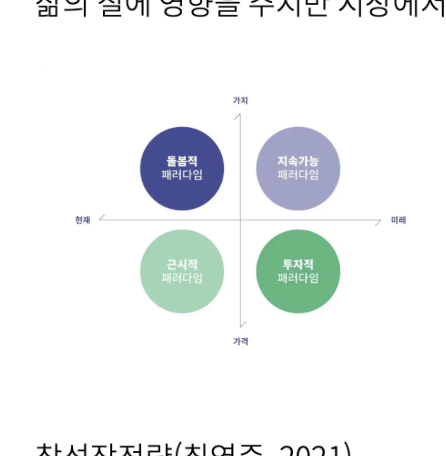 삶의 질에 영향을 주지만 시장에서
가치
돌봄적
패러다임
지속가능
패러다임
현재
미래
근시적
패러다임
투자적
패러다임
가격
참성장전략(최영준, 2021)